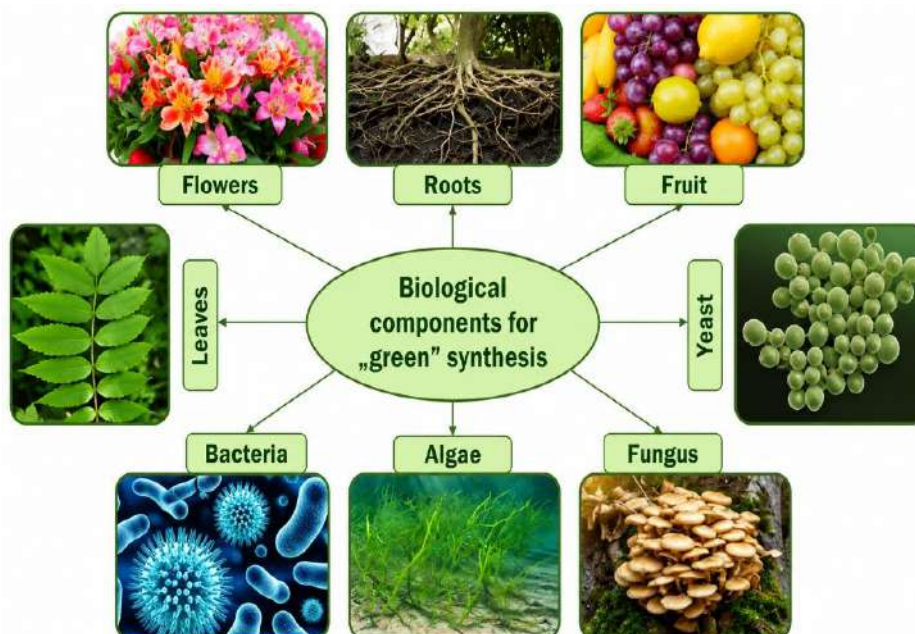 Flowers
Roots
Fruit
Leaves
Biological
components for
„green” synthesis
Yeast
Bacteria
Algae
Fungus